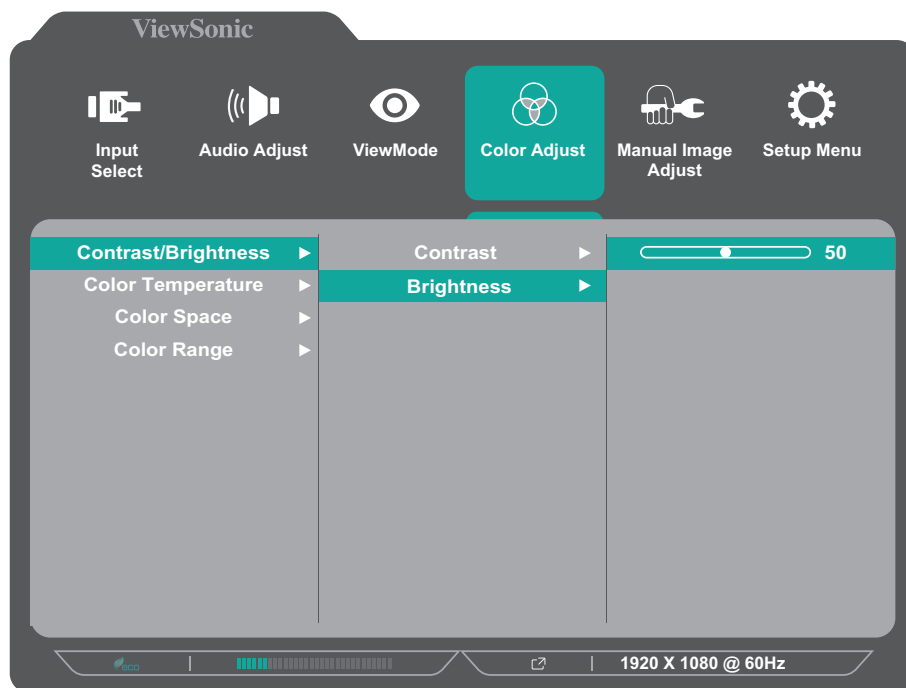 ViewSonic
Input
Select
Audio Adjust
ViewMode
Color Adjust
Manual Image
Adjust
Setup Menu
Contrast/Brightness
Contrast
50
Color Temperature
Brightness
Color Space
Color Range
eco
1920 X 1080 @ 60Hz